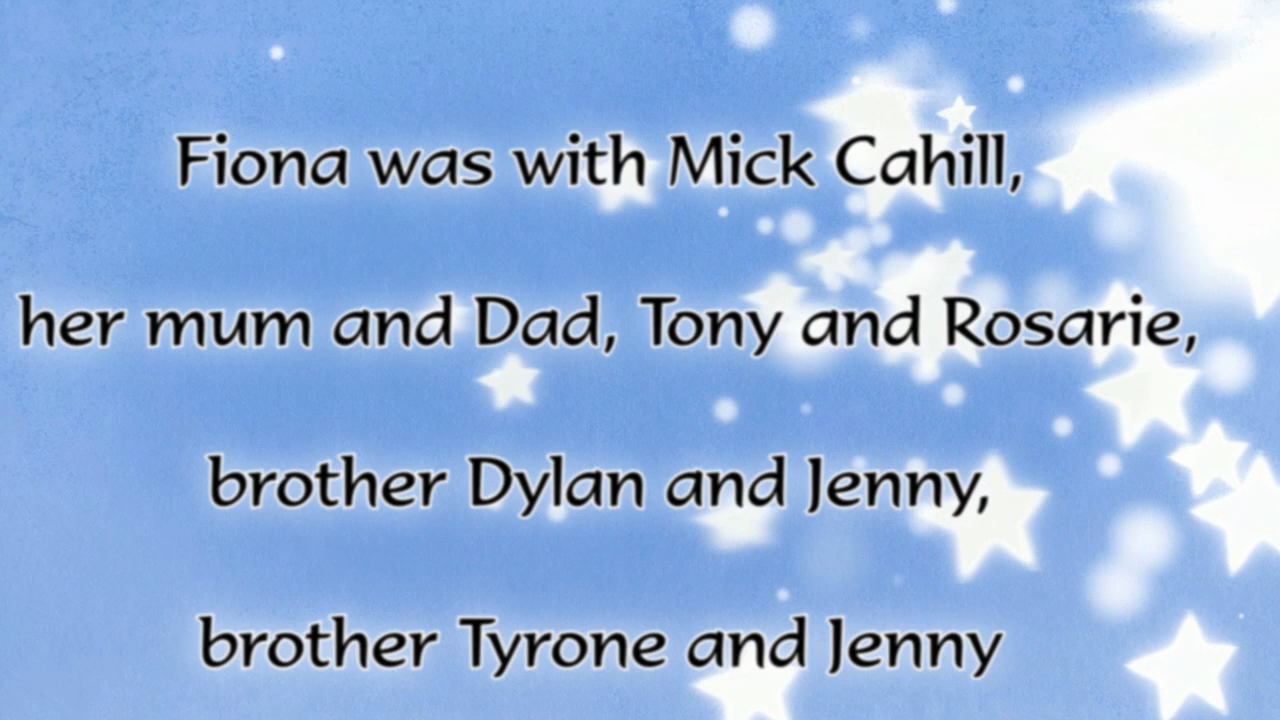 Fiona was with Mick Cahill,
her mum and Dad, Tony and Rosarie,
brother Dylan and Jenny,
brother Tyrone and Jenny